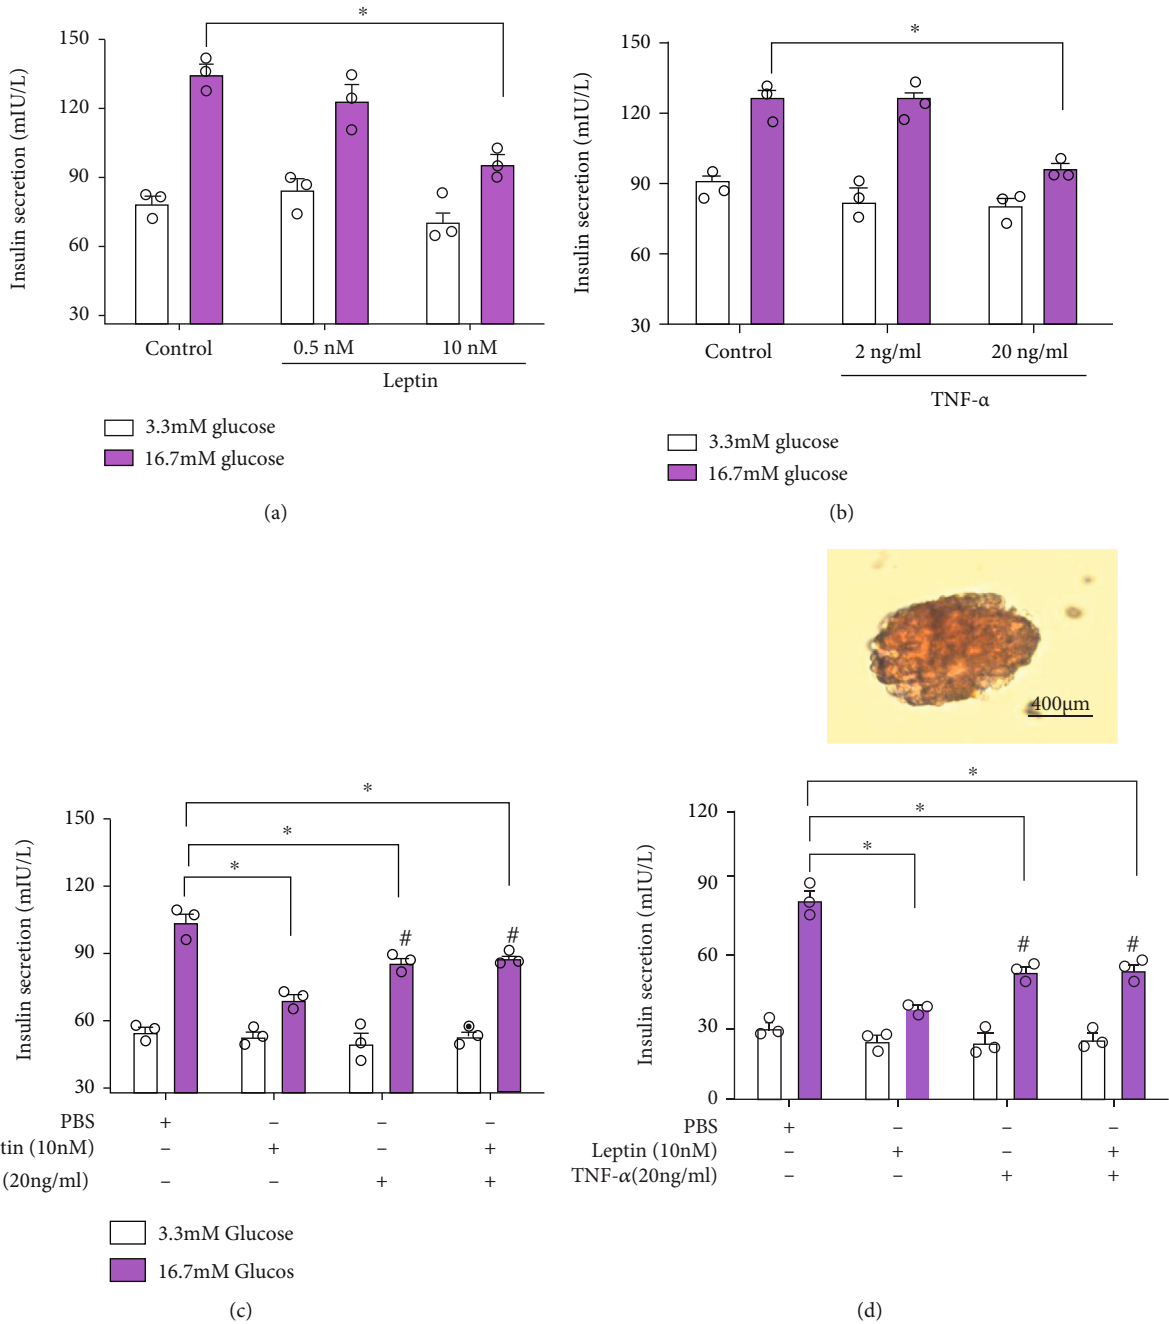 *
150
120
90
60
30
Insulin secretion (mIU/L)
Control
0.5 nM
10 nM
Leptin
3.3mM glucose
16.7mM glucose
(a)
*
150
120
90
60
30
Insulin secretion (mIU/L)
Control
2 ng/ml
20 ng/ml
TNF-α
3.3mM glucose
16.7mM glucose
(b)
*
*
*
150
120
90
60
30
Insulin secretion (mIU/L)
# #
PBS + – – –
tin (10nM) – + – +
(20ng/ml) – – + +
3.3mM Glucose
16.7mM Glucos
(c)
400μm
*
*
*
120
90
60
30
0
Insulin secretion (mIU/L)
# #
PBS + – – –
Leptin (10nM) – + – +
TNF-α(20ng/ml) – – + +
(d)